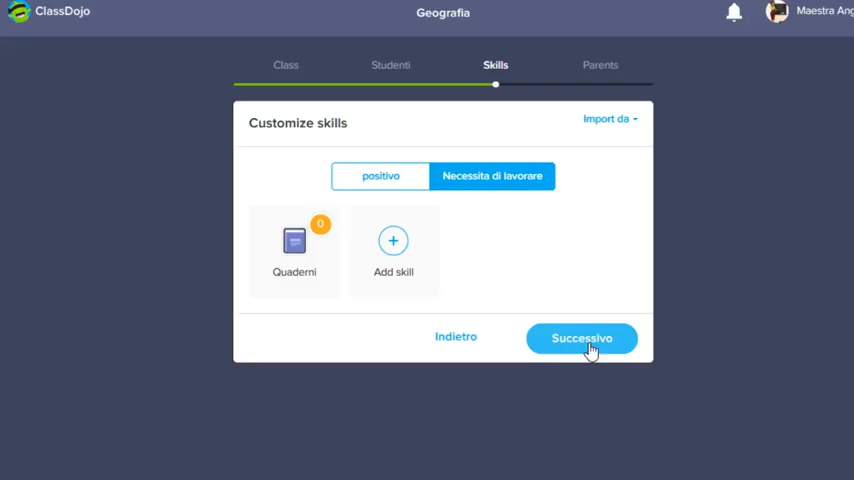 ClassDojo
Geografia
Maestra Ang
Class
Studenti
Skills
Parents
Customize skills
Import da
positivo
Necessita di lavorare
0
Quaderni
Add skill
Indietro
Successivo